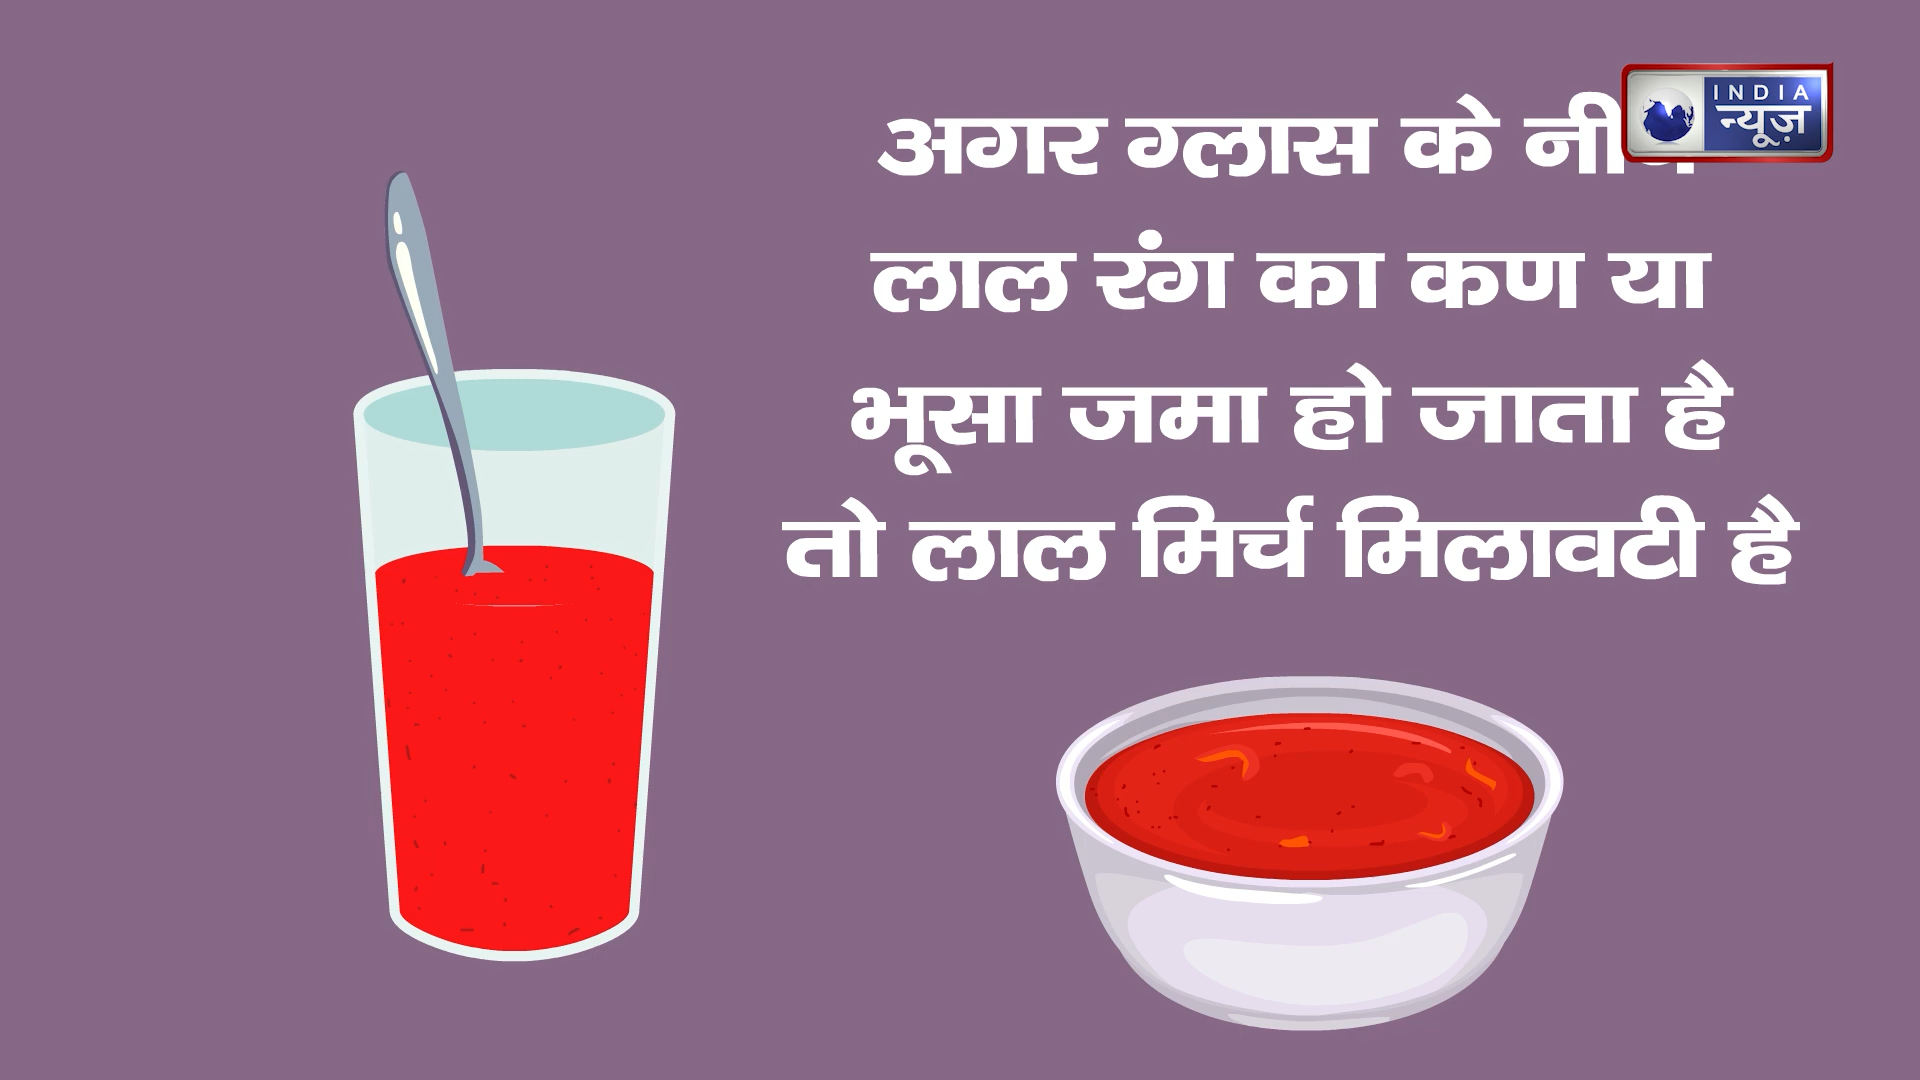 अगर ग्लास के
लाल रंग का कण या
भूसा जमा हो जाता है
तो लाल मिर्च मिलावटी है
INDIA
न्यूज़